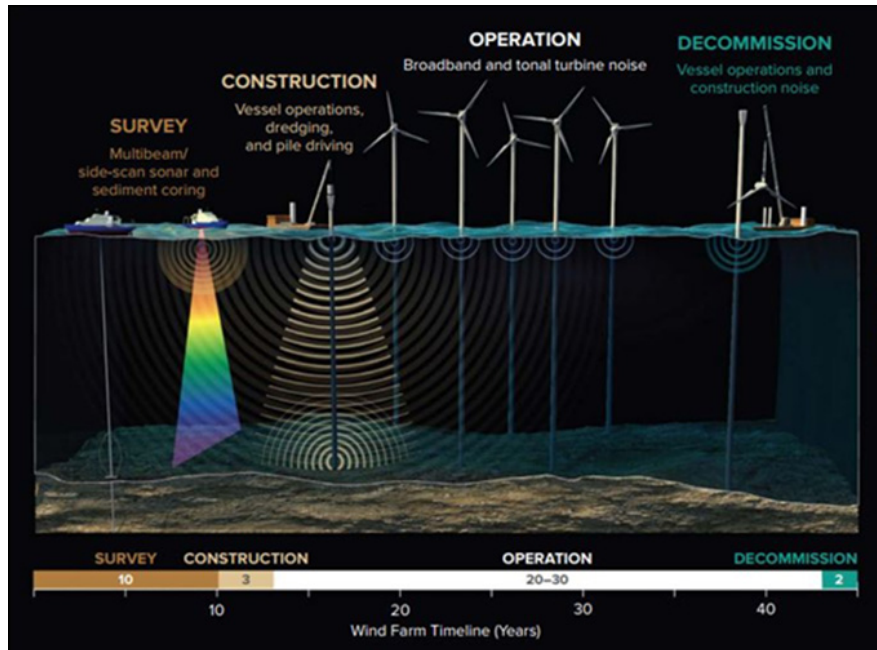 OPERATION
Broadband and tonal turbine noise
DECOMMISSION
Vessel operations and
construction noise
CONSTRUCTION
Vessel operations,
dredging,
and pile driving
SURVEY
Multibeam/
side-scan sonar and
sediment coring
SURVEY CONSTRUCTION OPERATION DECOMMISSION
10 3 20–30 2
10 20 30 40
Wind Farm Timeline (Years)